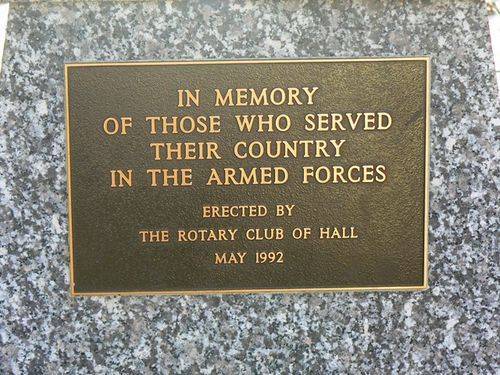 IN MEMORY
OF THOSE WHO SERVED
THEIR COUNTRY
IN THE ARMED FORCES
ERECTED BY
THE ROTARY CLUB OF HALL
MAY 1992